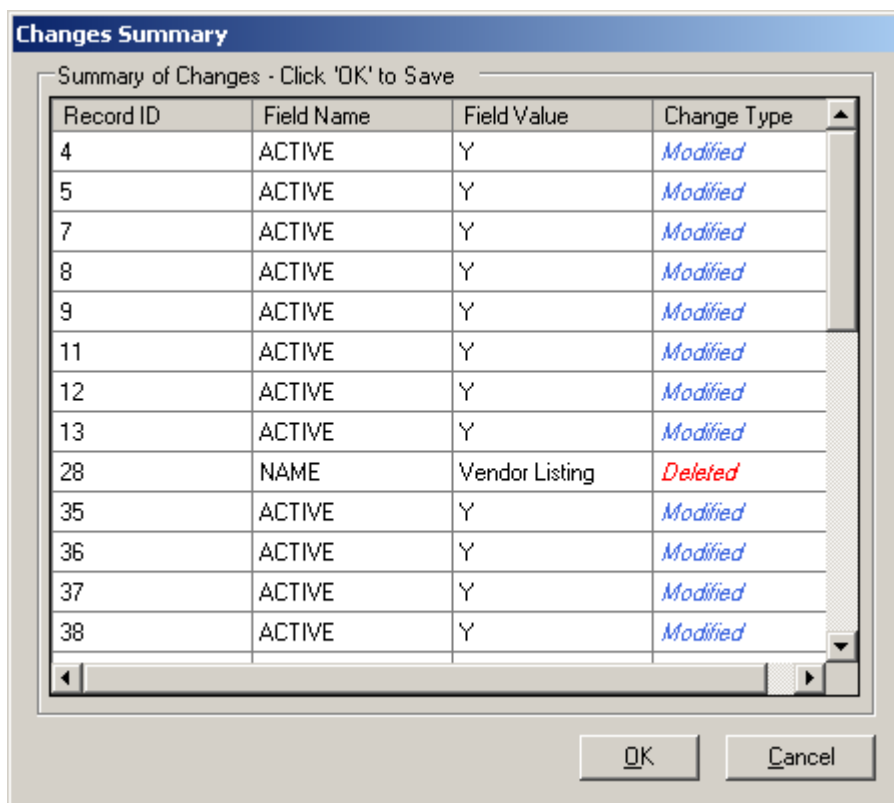 Changes Summary
Summary of Changes - Click 'OK' to Save
Record ID Field Name Field Value Change Type
4 ACTIVE Y Modified
5 ACTIVE Y Modified
7 ACTIVE Y Modified
8 ACTIVE Y Modified
9 ACTIVE Y Modified
11 ACTIVE Y Modified
12 ACTIVE Y Modified
13 ACTIVE Y Modified
28 NAME Vendor Listing Deleted
35 ACTIVE Y Modified
36 ACTIVE Y Modified
37 ACTIVE Y Modified
38 ACTIVE Y Modified
OK Cancel